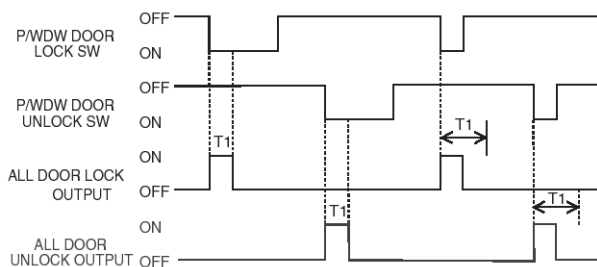 OFF
P/WDW DOOR
LOCK SW
ON
OFF
P/WDW DOOR
UNLOCK SW
ON
T1
ON
T1
ALL DOOR LOCK
OUTPUT
OFF
T1
T1
ON
ALL DOOR
UNLOCK OUTPUT
OFF